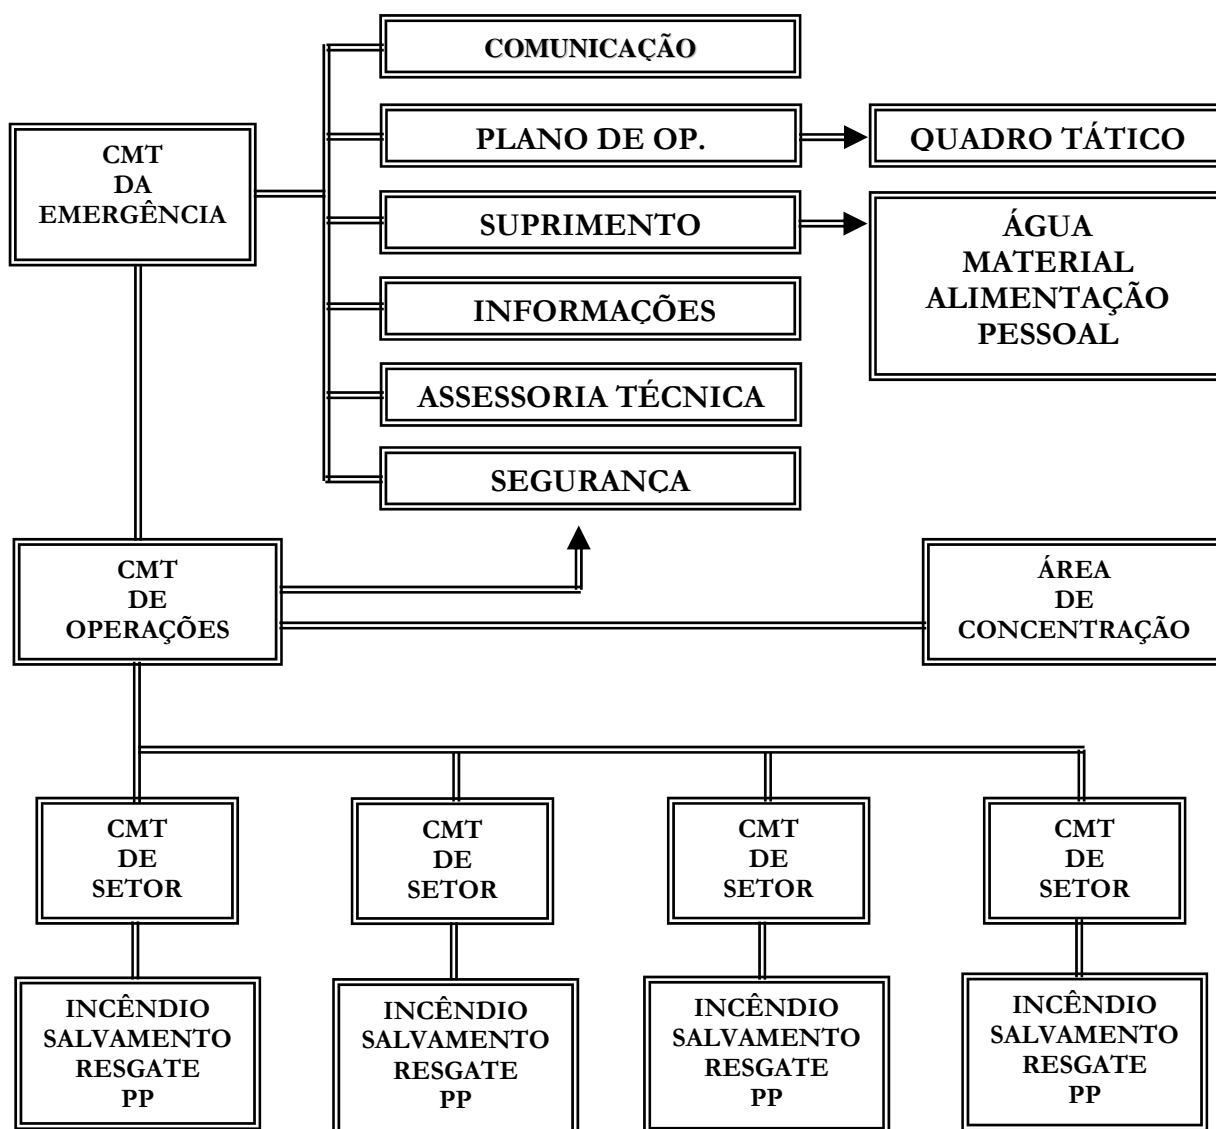 COMUNICAÇÃO
PLANO DE OP.
QUADRO TÁTICO
CMT
DA
EMERGÊNCIA
SUPRIMENTO
ÁGUA
MATERIAL
ALIMENTAÇÃO
PESSOAL
INFORMAÇÕES
ASSESSORIA TÉCNICA
SEGURANÇA
CMT
DE
OPERAÇÕES
ÁREA
DE
CONCENTRAÇÃO
CMT
DE
SETOR
CMT
DE
SETOR
CMT
DE
SETOR
CMT
DE
SETOR
INCÊNDIO
SALVAMENTO
RESGATE
PP
INCÊNDIO
SALVAMENTO
RESGATE
PP
INCÊNDIO
SALVAMENTO
RESGATE
PP
INCÊNDIO
SALVAMENTO
RESGATE
PP